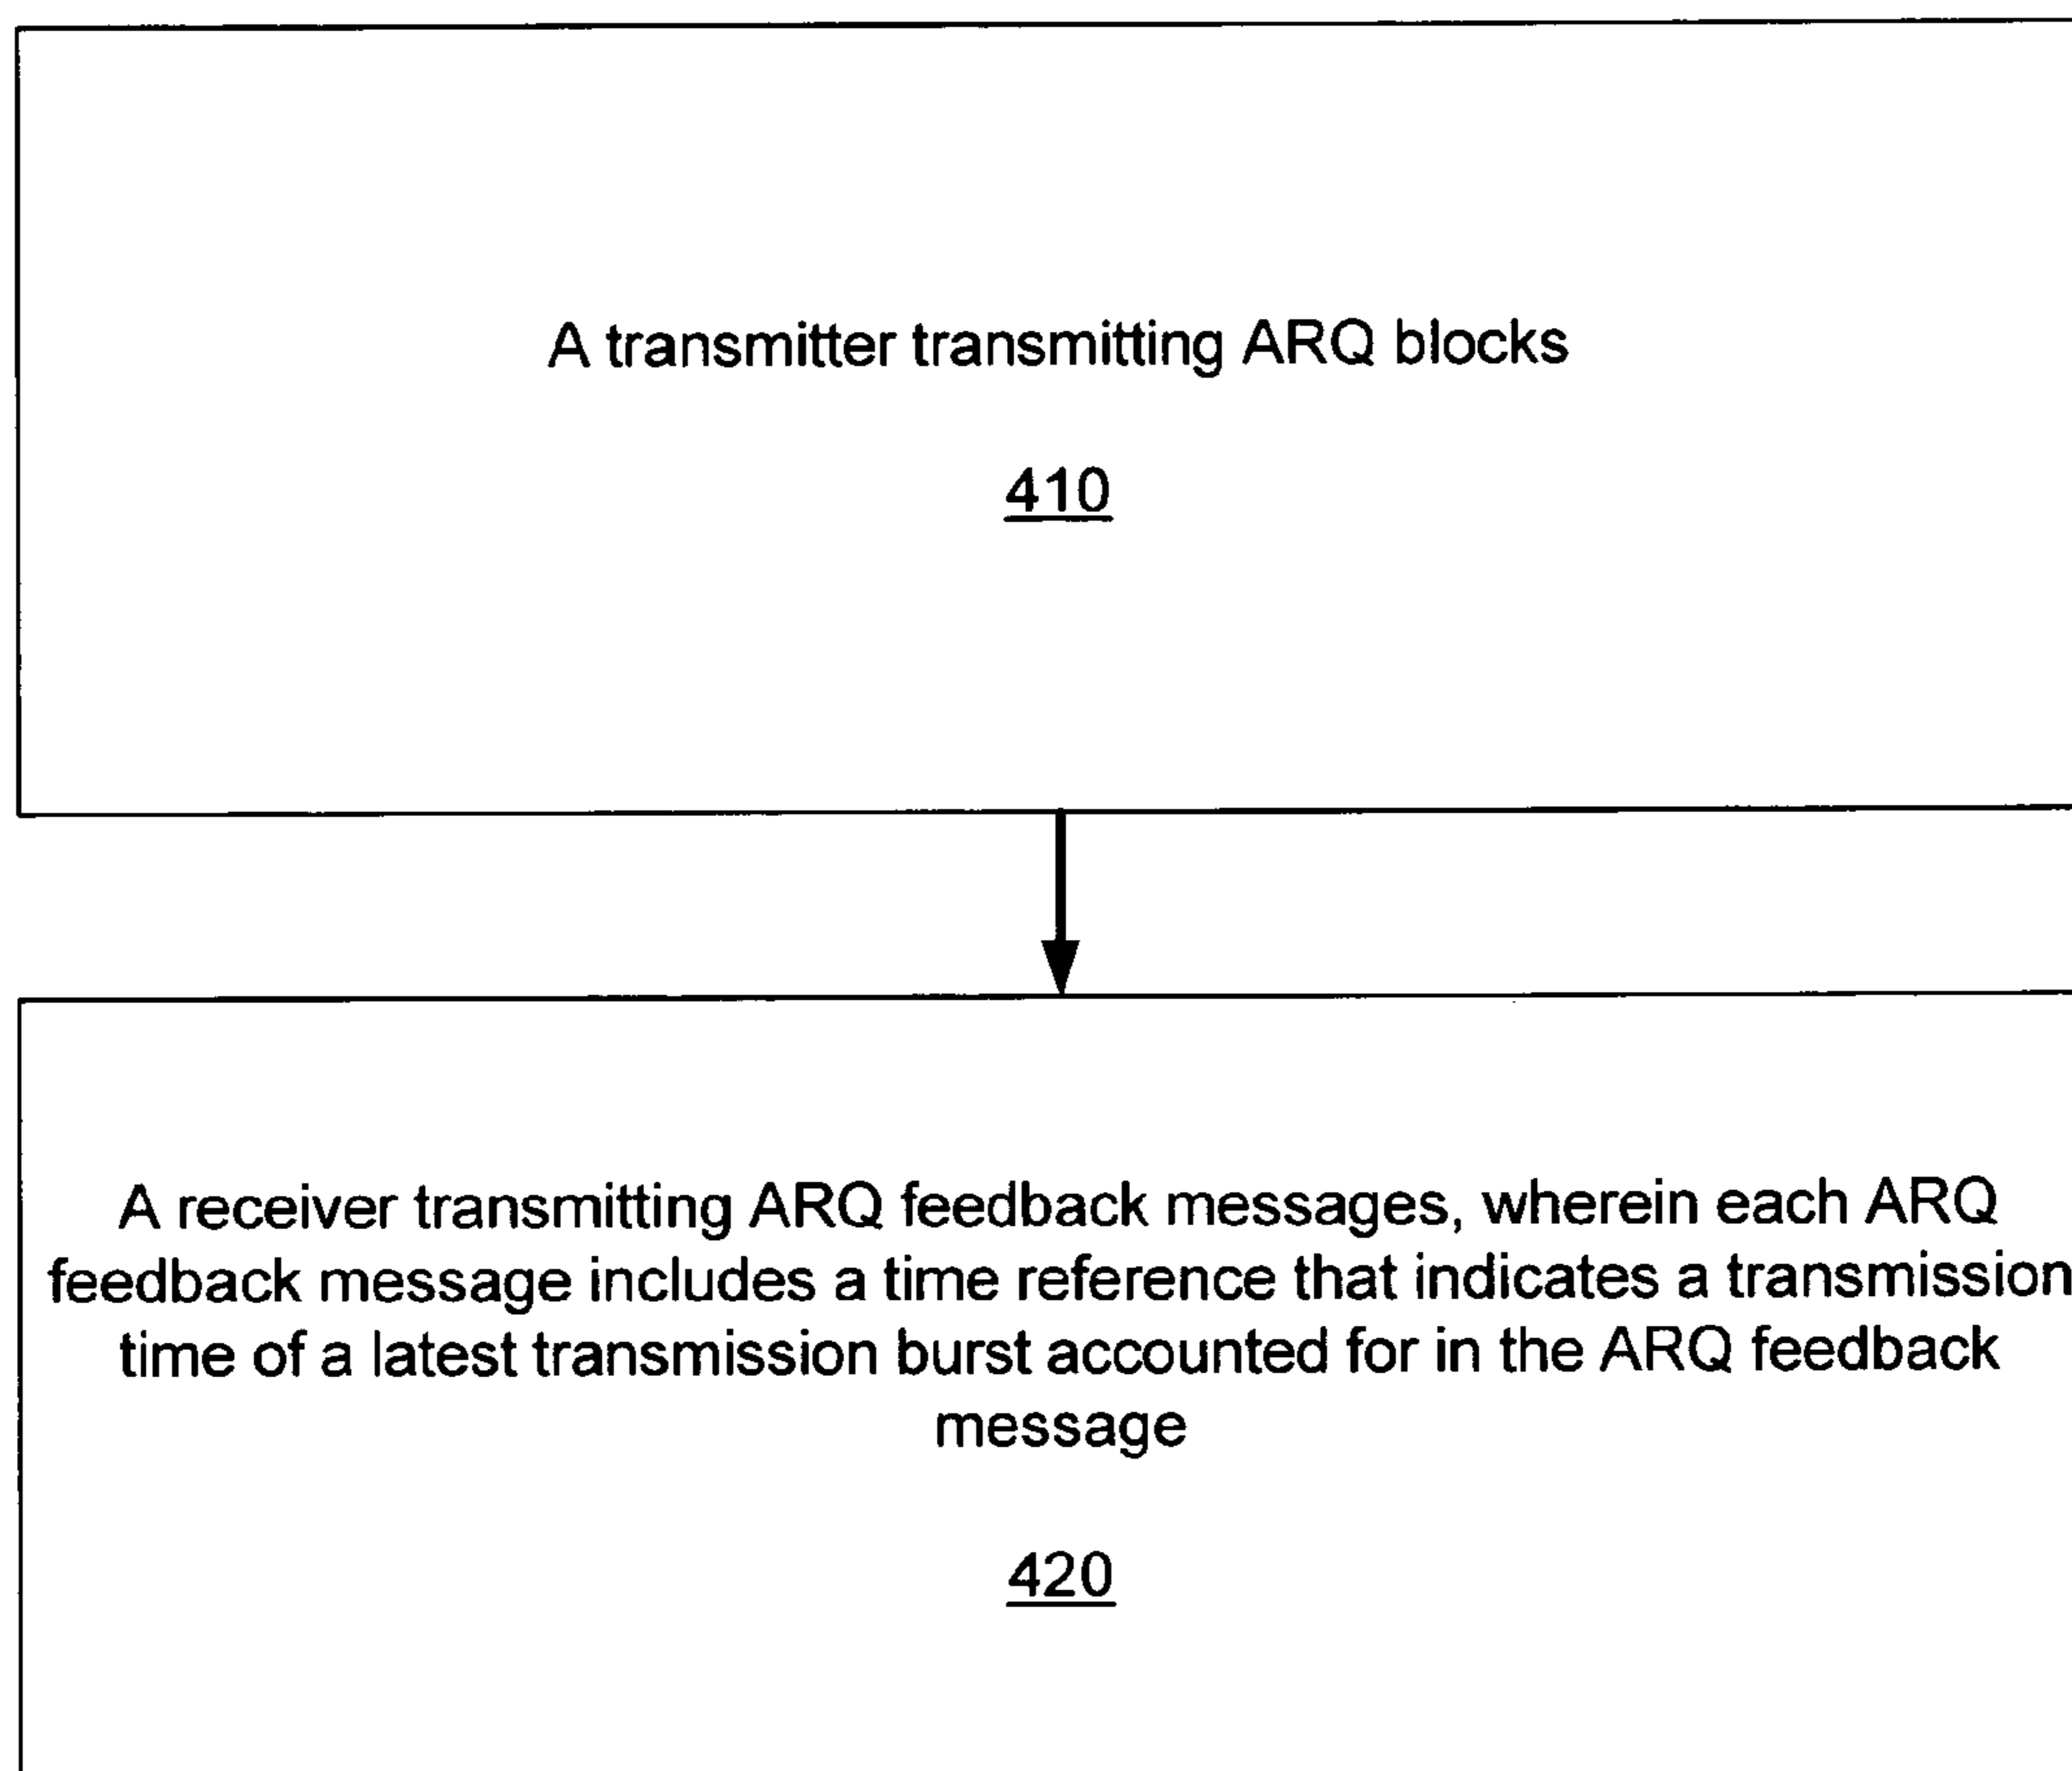 A transmitter transmitting ARQ blocks
410
A receiver transmitting ARQ feedback messages, wherein each ARQ
feedback message includes a time reference that indicates a transmission
time of a latest transmission burst accounted for in the ARQ feedback
message
420